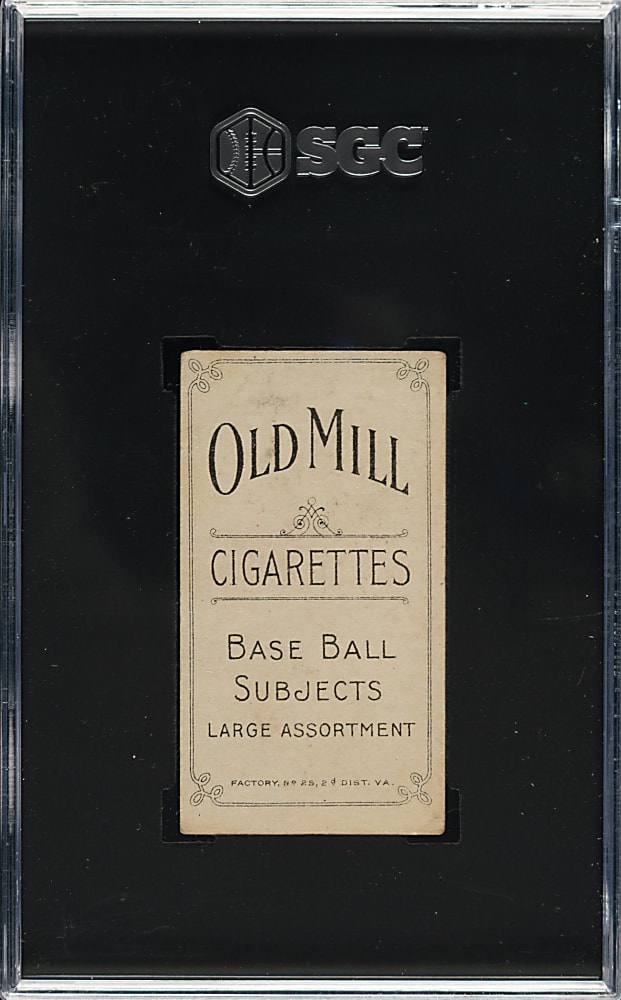 SGC
OLD MILL
CIGARETTES
BASE BALL
SUBJECTS
LARGE ASSORTMENT
FACTORY, Nº 25, 2d DIST. VA.